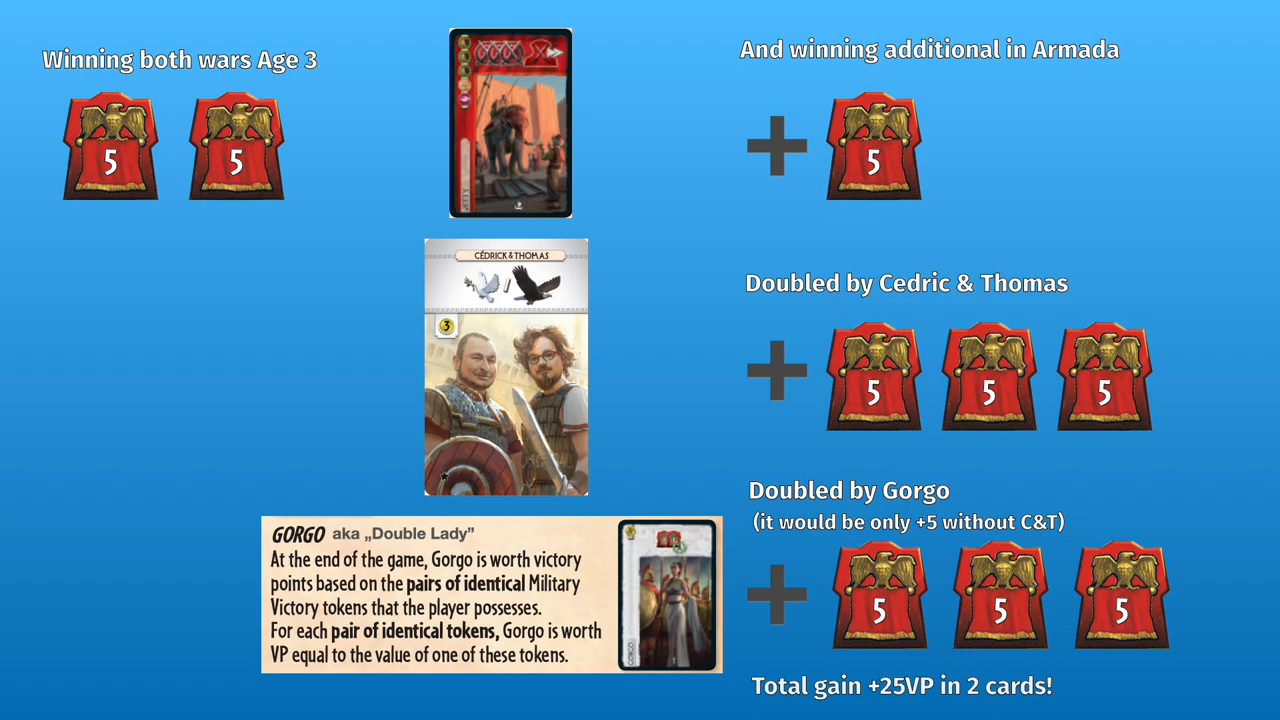 Winning both wars Age 3
5
5
And winning additional in Armada
5
CÉDRICK & THOMAS
3
Doubled by Cedric & Thomas
5
5
5
GORGO aka „Double Lady”
At the end of the game, Gorgo is worth victory
points based on the pairs of identical Military
Victory tokens that the player possesses.
For each pair of identical tokens, Gorgo is worth
VP equal to the value of one of these tokens.
GORGO
Doubled by Gorgo
(it would be only +5 without C&T)
5
5
5
Total gain +25VP in 2 cards!